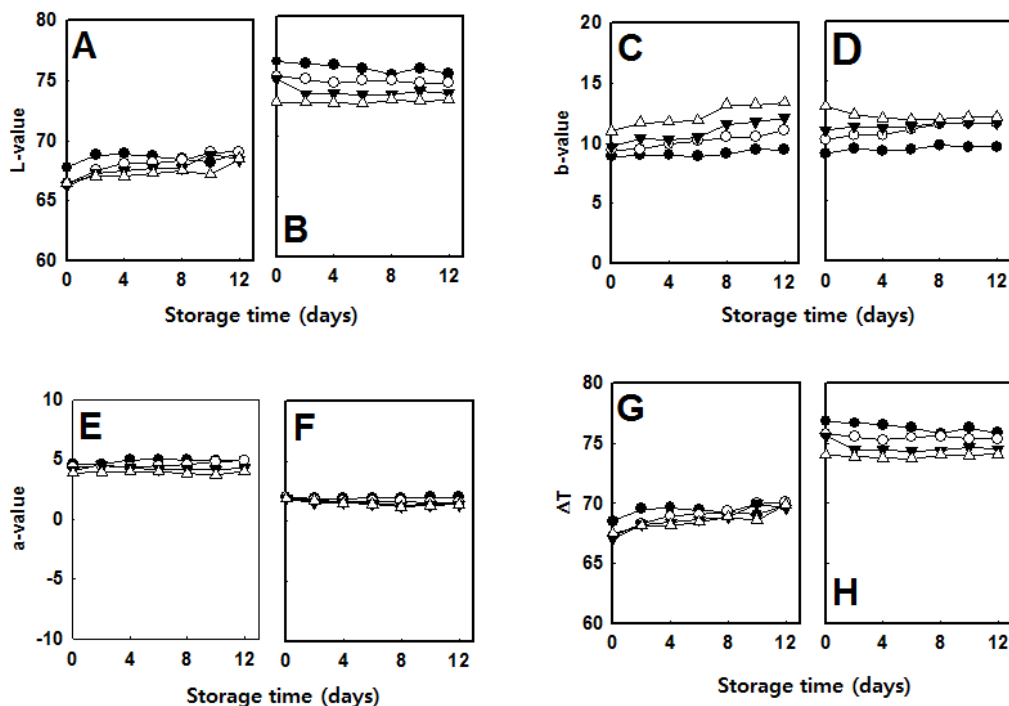 80
75
70
65
60
L-value
A
B
0 4 8 12 0 4 8 12
Storage time (days)
20
15
10
5
0
b-value
C
D
0 4 8 12 0 4 8 12
Storage time (days)
10
5
0
-5
-10
a-value
E
F
0 4 8 12 0 4 8 12
Storage time (days)
80
75
70
65
60
ΔT
G
H
0 4 8 12 0 4 8 12
Storage time (days)